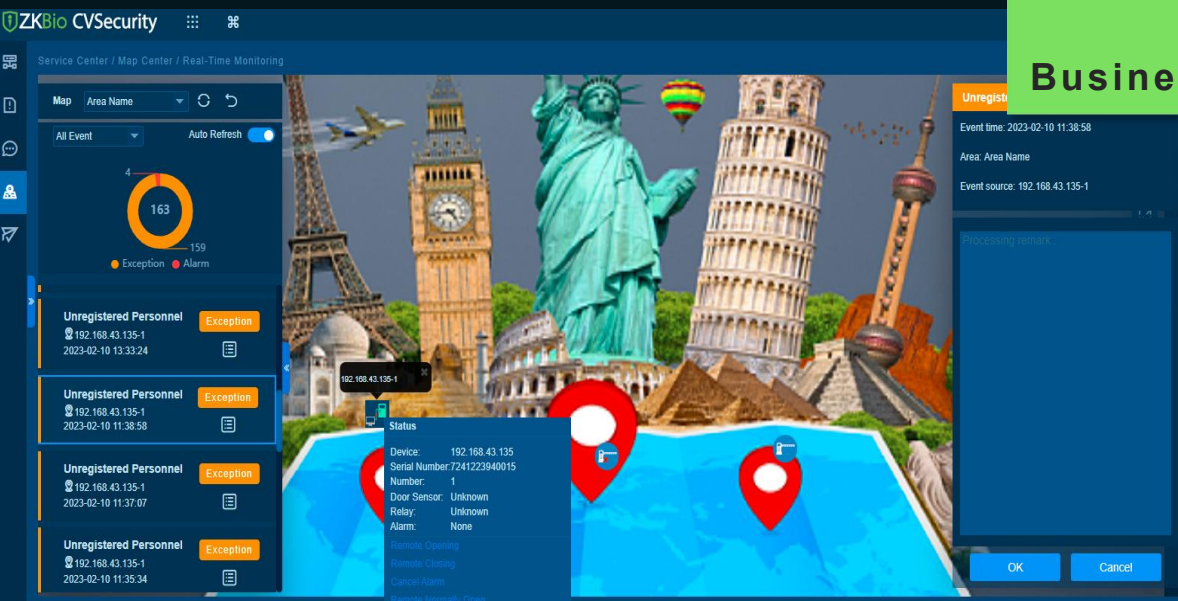 ZKBio CVSecurity
Busine
Service Center / Map Center / Real-Time Monitoring
Map Area Name
All Event Auto Refresh
4
163
159
Exception Alarm
Unregistered Personnel
Exception
192.168.43.135-1
2023-02-10 13:33:24
Unregistered Personnel
Exception
192.168.43.135-1
2023-02-10 11:38:58
Unregistered Personnel
Exception
192.168.43.135-1
2023-02-10 11:37:07
Unregistered Personnel
Exception
192.168.43.135-1
2023-02-10 11:35:34
192.168.43.135-1
Status
Device: 192.168.43.135
Serial Number:7241223940015
Number: 1
Door Sensor: Unknown
Relay: Unknown
Alarm: None
Remote Opening
Remote Closing
Cancel Alarm
Remote Normally Open
Unregist
Event time: 2023-02-10 11:38:58
Area: Area Name
Event source: 192.168.43.135-1
Processing remark :
OK Cancel